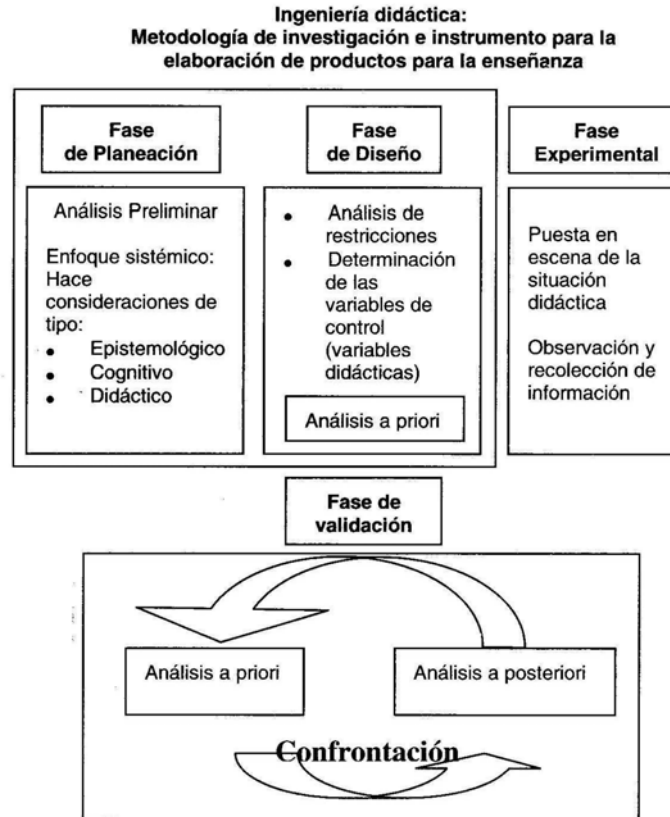 Ingeniería didáctica:
Metodología de investigación e instrumento para la
elaboración de productos para la enseñanza
Fase
de Planeación
Análisis Preliminar
Enfoque sistémico:
Hace
consideraciones de
tipo:
• Epistemológico
• Cognitivo
• Didáctico
Fase
de Diseño
• Análisis de
restricciones
• Determinación
de las
variables de
control
(variables
didácticas)
Análisis a priori
Fase
Experimental
Puesta en
escena de la
situación
didáctica
Observación y
recolección de
información
Fase de
validación
Análisis a priori
Análisis a posteriori
Confrontación